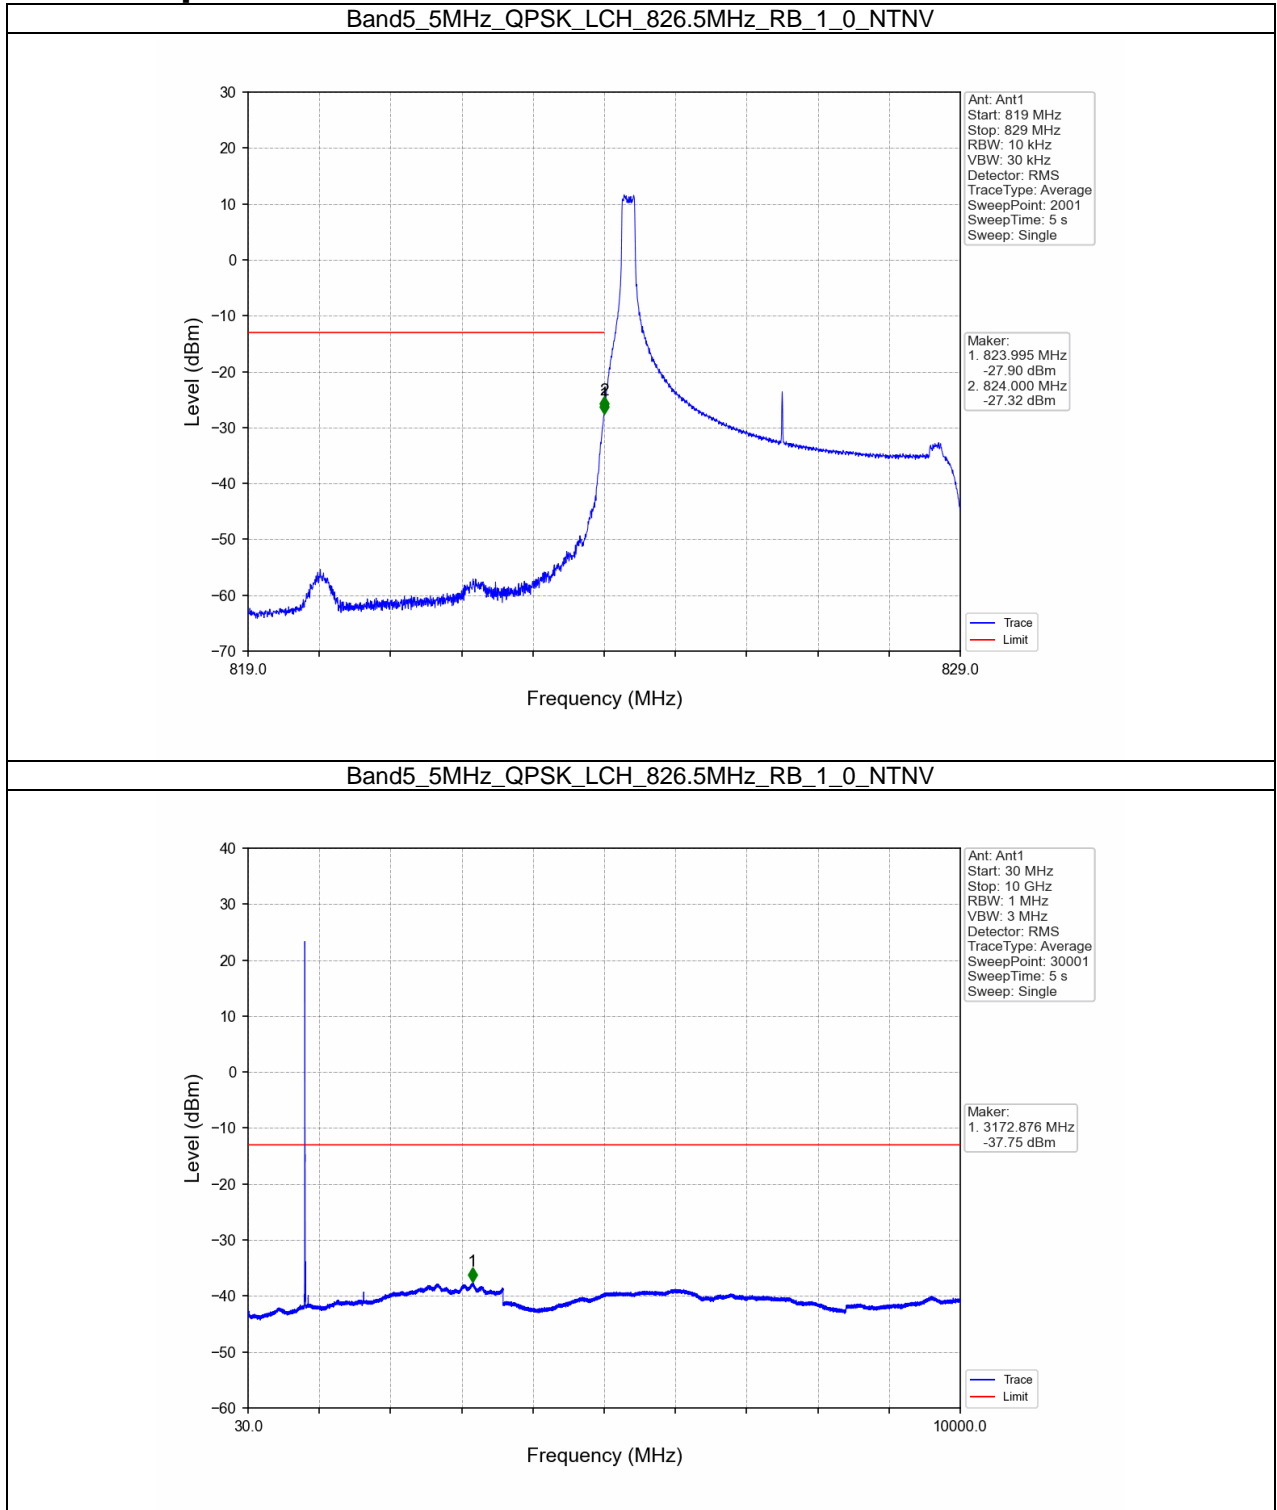 Band5_5MHz_QPSK_LCH_826.5MHz_RB_1_0_NTNV
30
20
10
0
−10
−20
−30
−40
−50
−60
−70
Level (dBm)
819.0
829.0
Frequency (MHz)
2
Ant: Ant1
Start: 819 MHz
Stop: 829 MHz
RBW: 10 kHz
VBW: 30 kHz
Detector: RMS
TraceType: Average
SweepPoint: 2001
SweepTime: 5 s
Sweep: Single
Maker:
1. 823.995 MHz
-27.90 dBm
2. 824.000 MHz
-27.32 dBm
Trace
Limit
Band5_5MHz_QPSK_LCH_826.5MHz_RB_1_0_NTNV
40
30
20
10
0
−10
−20
−30
−40
−50
−60
Level (dBm)
30.0
10000.0
Frequency (MHz)
1
Ant: Ant1
Start: 30 MHz
Stop: 10 GHz
RBW: 1 MHz
VBW: 3 MHz
Detector: RMS
TraceType: Average
SweepPoint: 30001
SweepTime: 5 s
Sweep: Single
Maker:
1. 3172.876 MHz
-37.75 dBm
Trace
Limit